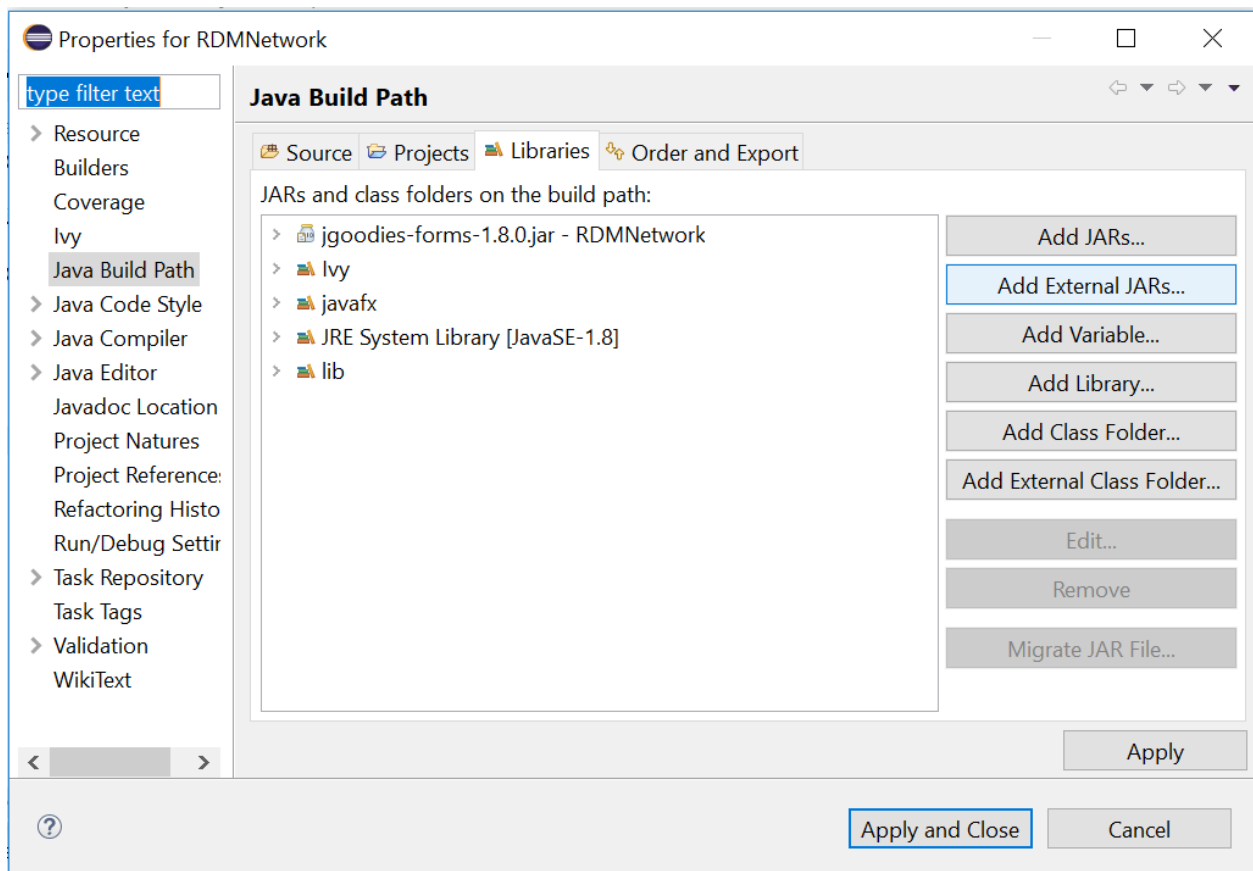 Properties for RDMNetwork
type filter text
Resource
Builders
Coverage
Ivy
Java Build Path
Java Code Style
Java Compiler
Java Editor
Javadoc Location
Project Natures
Project Reference
Refactoring Histo
Run/Debug Settin
Task Repository
Task Tags
Validation
WikiText
Java Build Path
Source Projects Libraries Order and Export
JARs and class folders on the build path:
jgoodies-forms-1.8.0.jar - RDMNetwork
Ivy
javafx
JRE System Library [JavaSE-1.8]
lib
Add JARs...
Add External JARs...
Add Variable...
Add Library...
Add Class Folder...
Add External Class Folder...
Edit...
Remove
Migrate JAR File...
Apply
Apply and Close Cancel